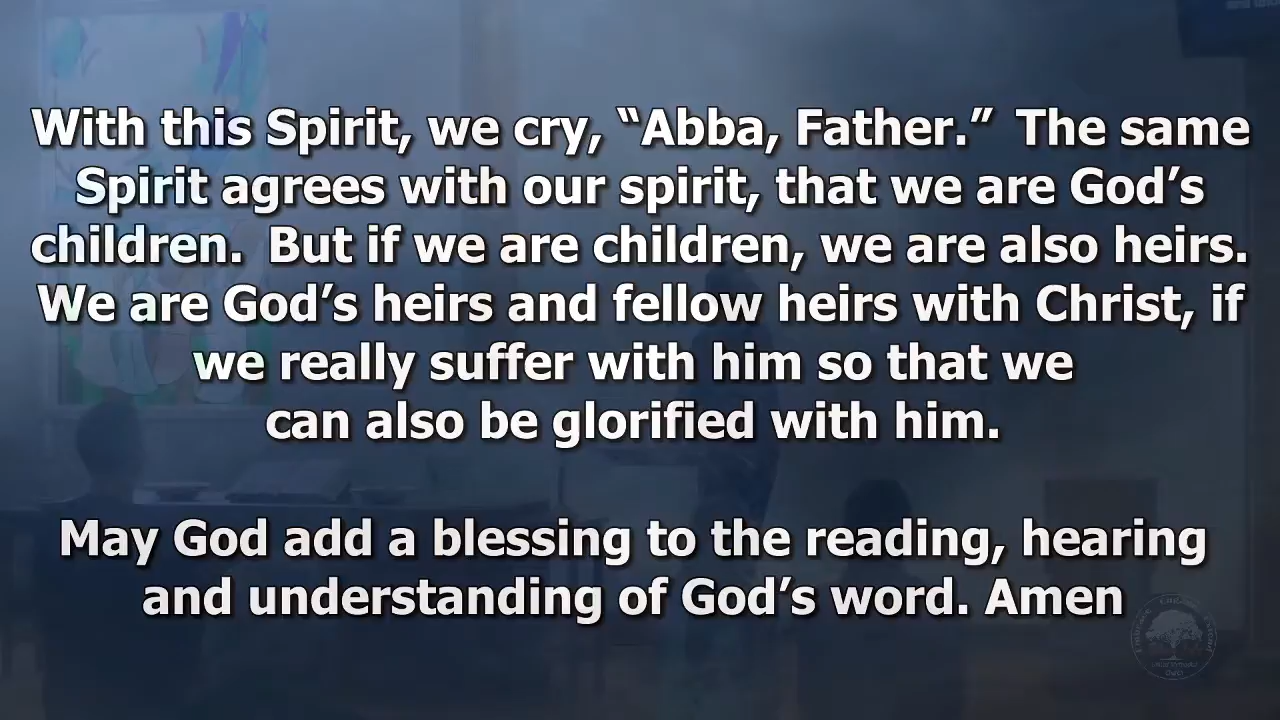 With this Spirit, we cry, “Abba, Father.”  The same
Spirit agrees with our spirit, that we are God’s
children.  But if we are children, we are also heirs.
We are God’s heirs and fellow heirs with Christ, if
we really suffer with him so that we
can also be glorified with him.
May God add a blessing to the reading, hearing
and understanding of God’s word. Amen